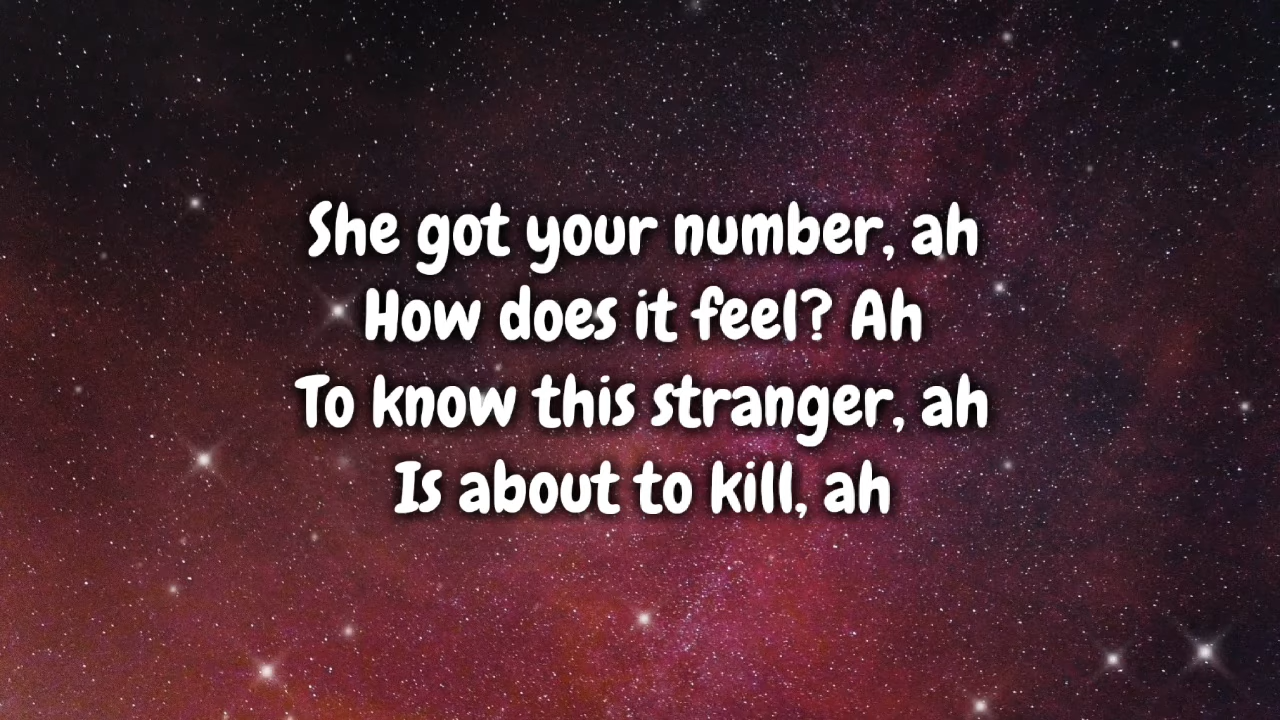 She got your number, ah
How does it feel? Ah
To know this stranger, ah
Is about to kill, ah